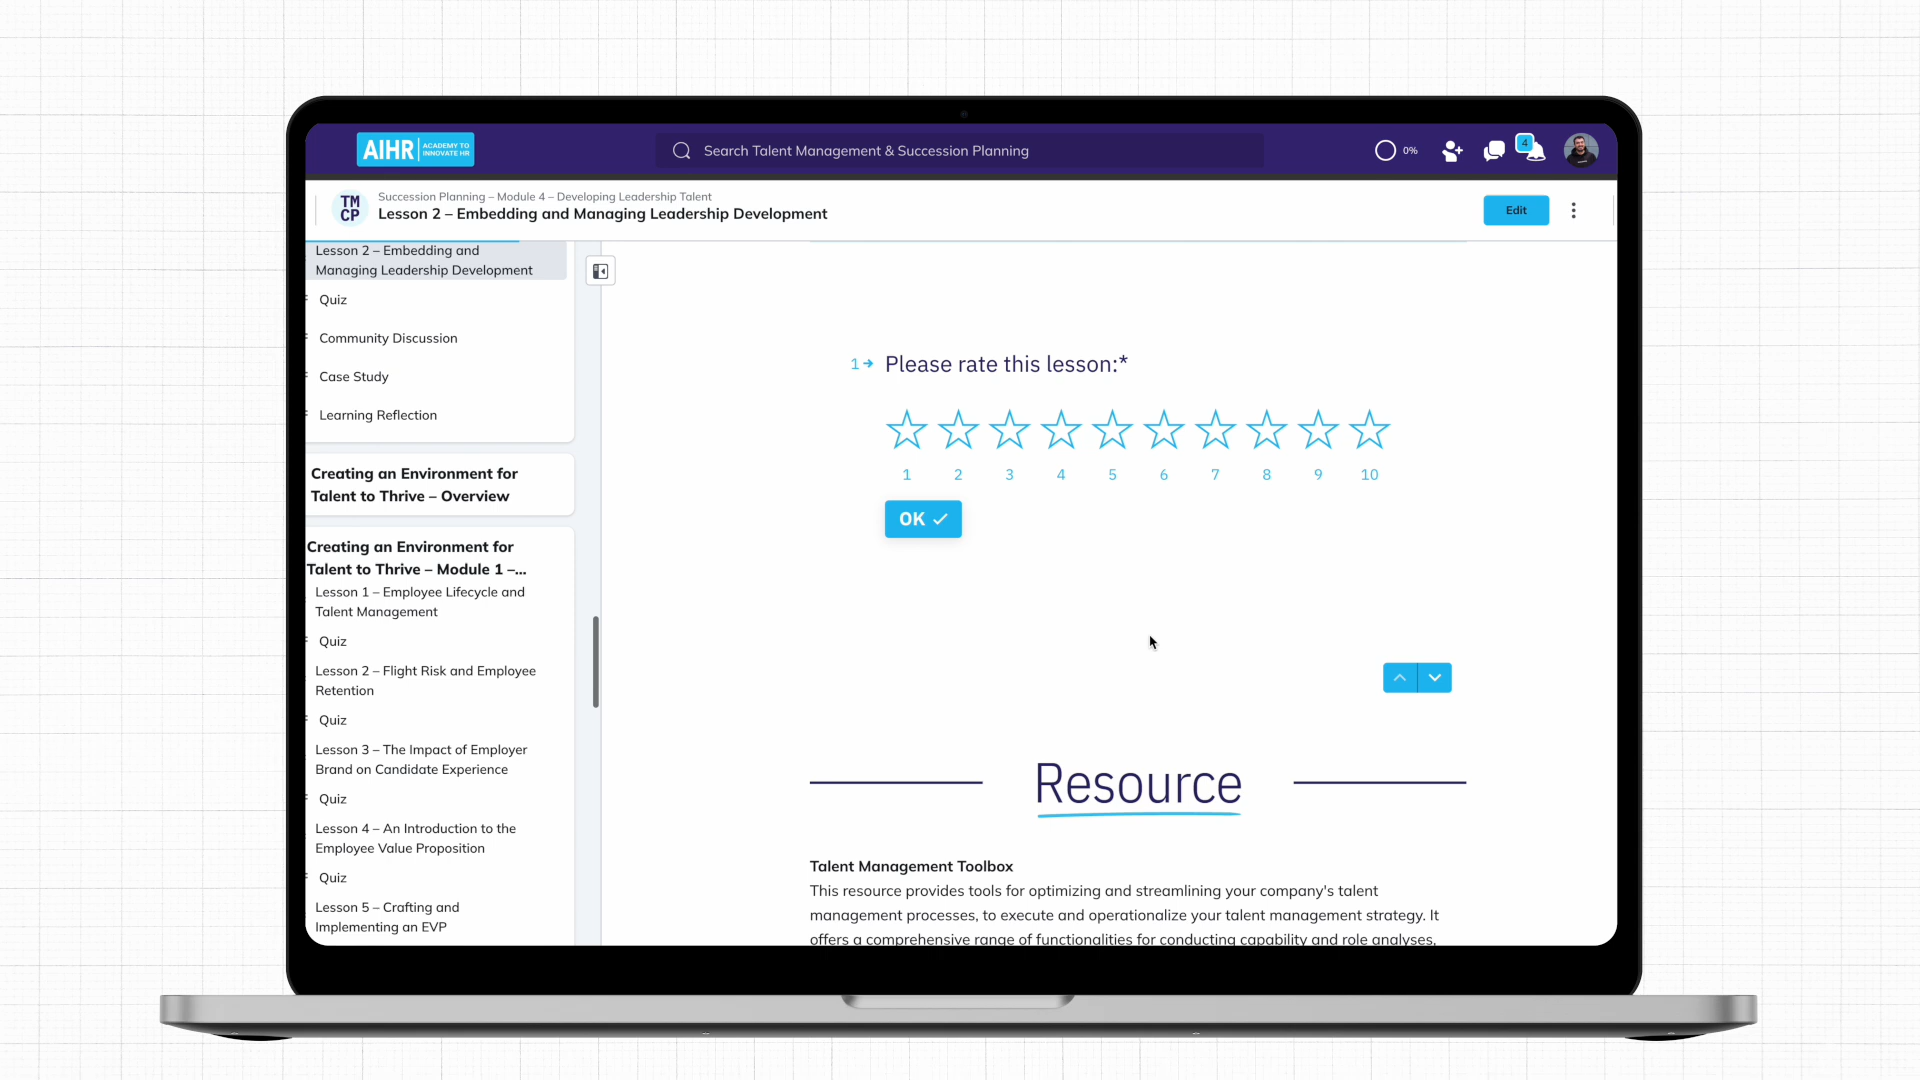 AIHR ACADEMY TO
INNOVATE HR
Search Talent Management & Succession Planning
0%
4
TM
CP
Succession Planning – Module 4 – Developing Leadership Talent
Lesson 2 – Embedding and Managing Leadership Development
Edit
Lesson 2 – Embedding and
Managing Leadership Development
Quiz
Community Discussion
Case Study
Learning Reflection
Creating an Environment for
Talent to Thrive – Overview
Creating an Environment for
Talent to Thrive – Module 1 –...
Lesson 1 – Employee Lifecycle and
Talent Management
Quiz
Lesson 2 – Flight Risk and Employee
Retention
Quiz
Lesson 3 – The Impact of Employer
Brand on Candidate Experience
Quiz
Lesson 4 – An Introduction to the
Employee Value Proposition
Quiz
Lesson 5 – Crafting and
Implementing an EVP
1 → Please rate this lesson:*
1 2 3 4 5 6 7 8 9 10
OK
Resource
Talent Management Toolbox
This resource provides tools for optimizing and streamlining your company's talent
management processes, to execute and operationalize your talent management strategy. It
offers a comprehensive range of functionalities for conducting capability and role analyses,